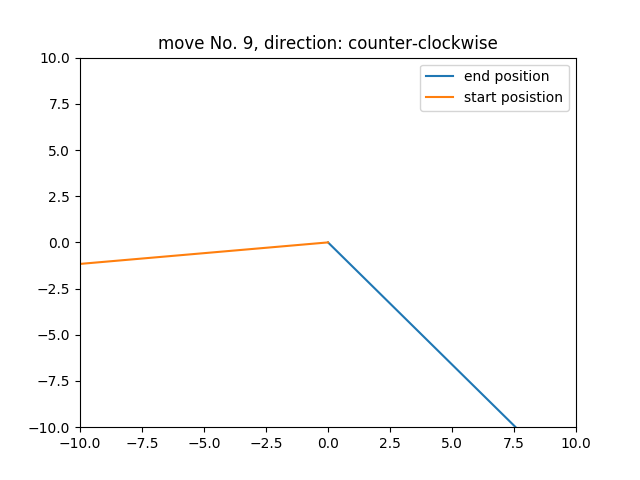 move No. 9, direction: counter-clockwise
end position
start posistion
10.0
7.5
5.0
2.5
0.0
−2.5
−5.0
−7.5
−10.0
−10.0 −7.5 −5.0 −2.5 0.0 2.5 5.0 7.5 10.0